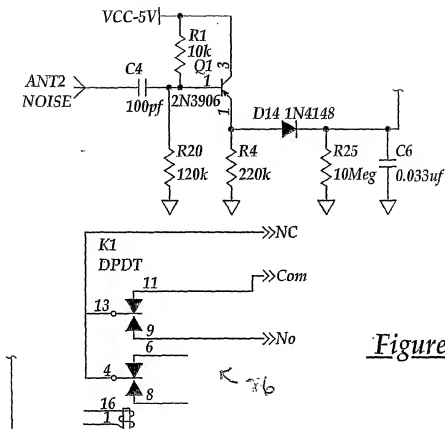 VCC-5V
R1
10k
Q1
1
3
2N3906
1
C4
100pf
ANT2
NOISE
D14 1N4148
R20
120k
R4
220k
R25
10Meg
C6
0.033uf
NC
K1
DPDT
11
Com
13
9
No
6
4
8
16
1
Figure